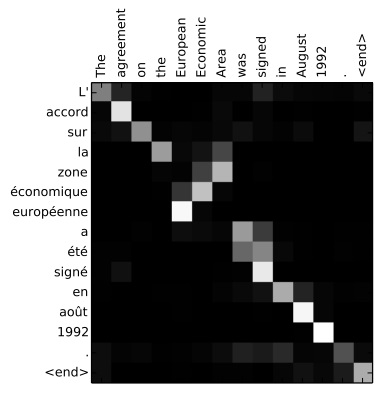 The agreement on the European Economic Area was signed in August 1992 . <end>
L'
accord
sur
la
zone
économique
européenne
a
été
signé
en
août
1992
.
<end>